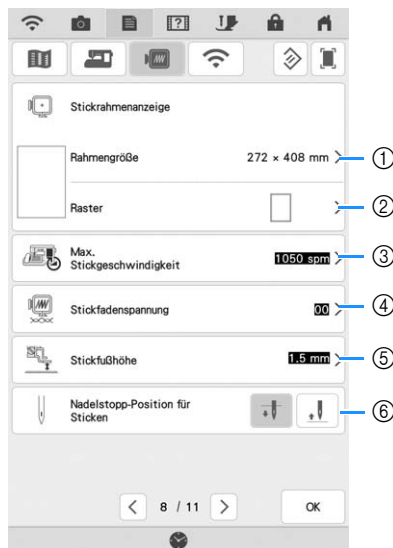 Stickrahmenanzeige
Rahmengröße 272 × 408 mm ①
Raster ②
Max.
Stickgeschwindigkeit 1050 spm ③
Stickfadenspannung 00 ④
Stickfußhöhe 1.5 mm ⑤
Nadelstopp-Position für
Sticken ⑥
8 / 11 OK